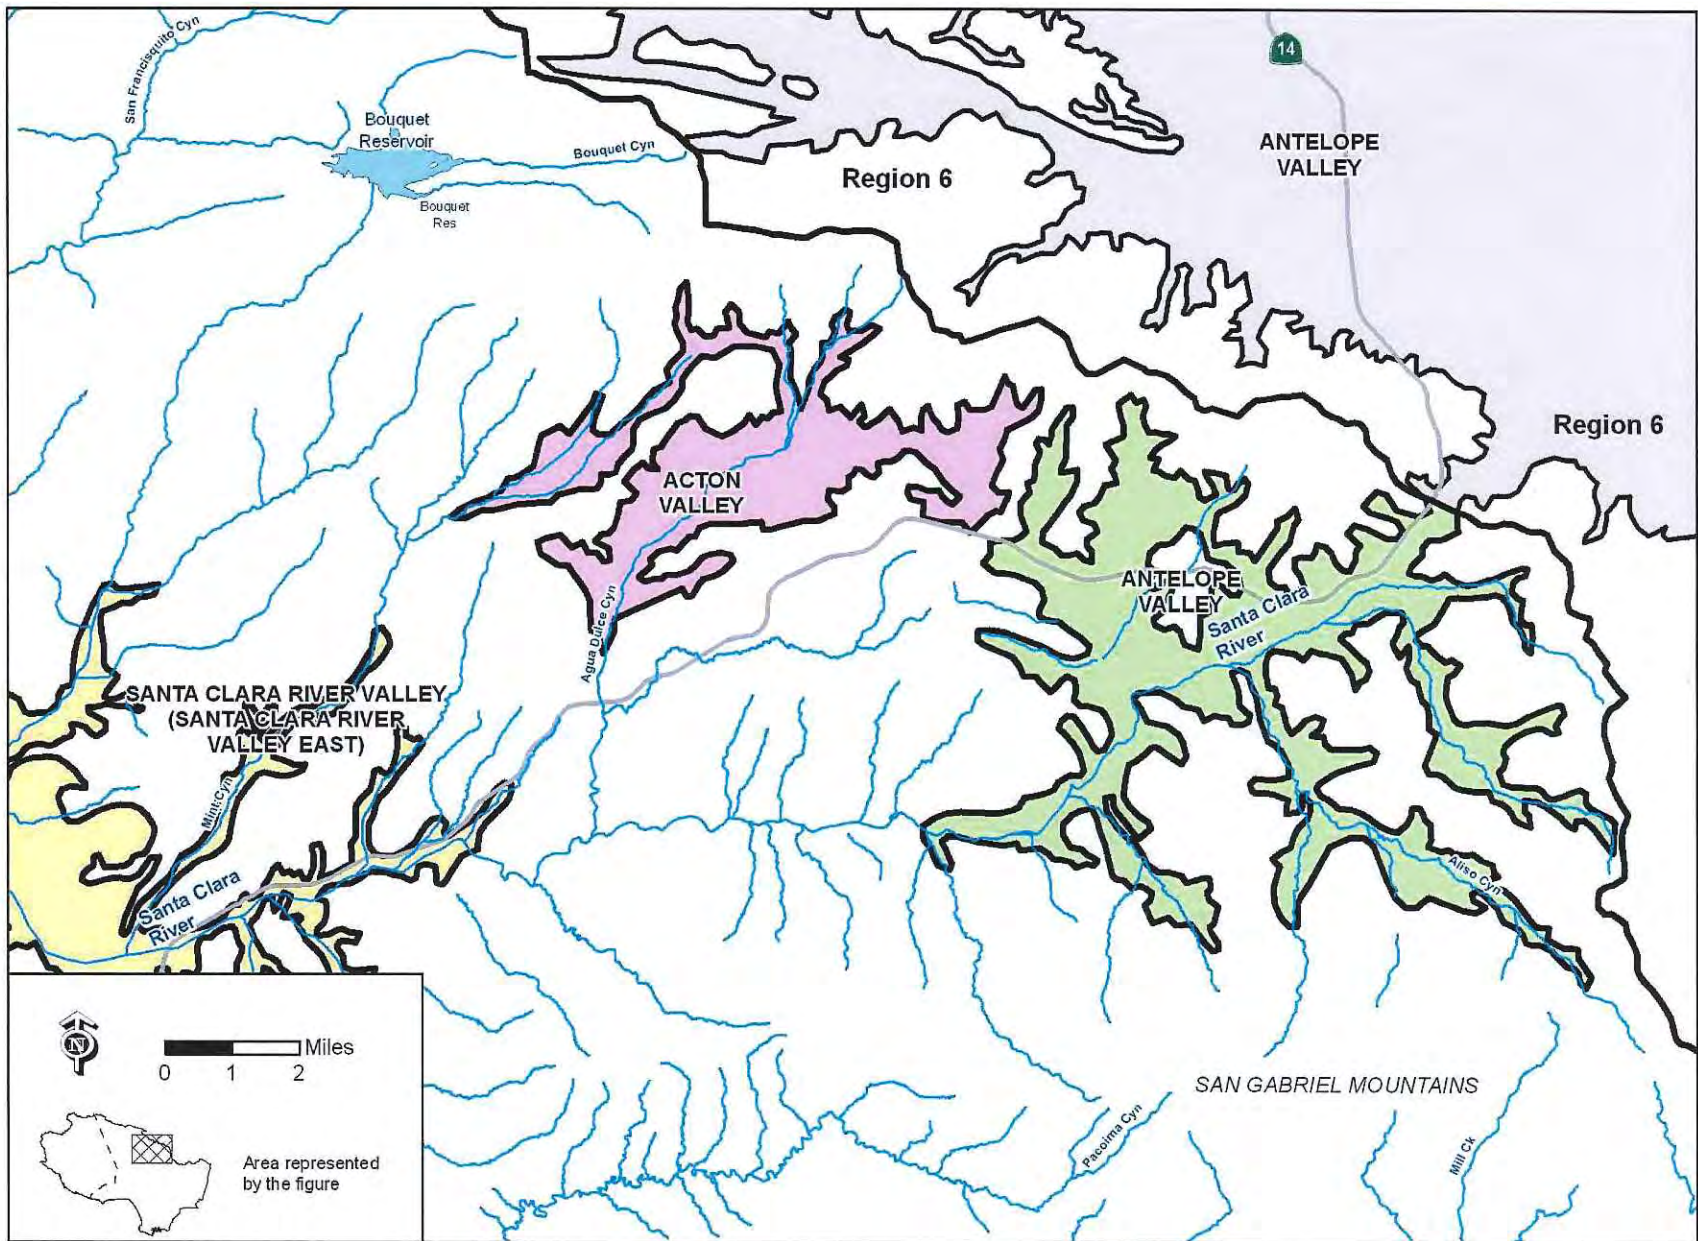 San Francisquito Cyn
14
Bouquet
Reservoir
Bouquet Cyn
Bouquet
Res
Region 6
ANTELOPE
VALLEY
Region 6
ACTON
VALLEY
ANTELOPE
VALLEY
Santa Clara
River
Agua Dulce Cyn
SANTA CLARA RIVER VALLEY
(SANTA CLARA RIVER
VALLEY EAST)
Mint Cyn
Santa Clara
River
Aliso Cyn
N
Miles
0 1 2
Area represented
by the figure
SAN GABRIEL MOUNTAINS
Pacoima Cyn
Mill Ck